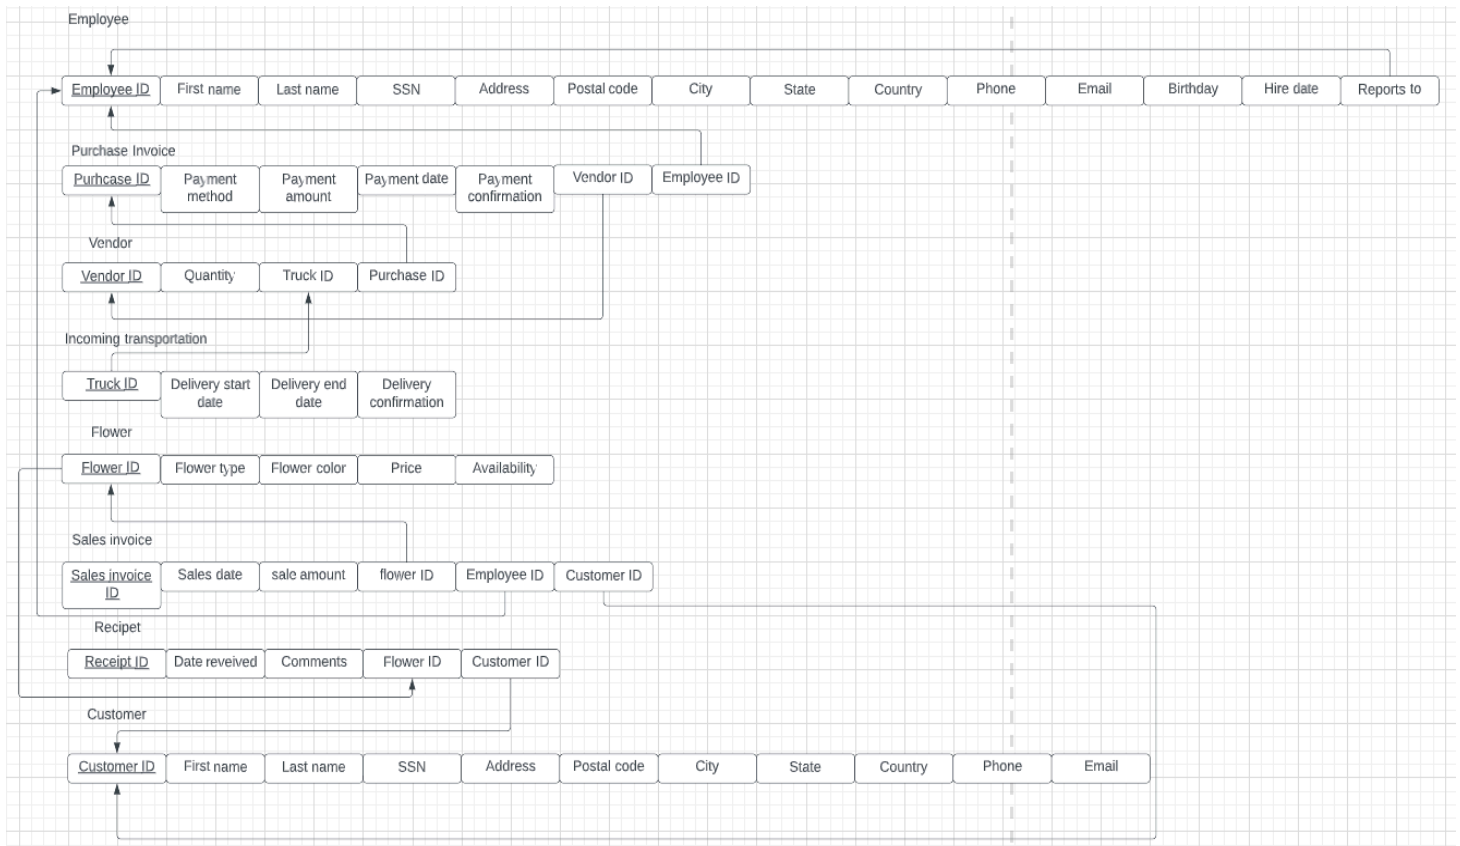 Employee
Employee ID First name Last name SSN Address Postal code City State Country Phone Email Birthday Hire date Reports to
Purchase Invoice
Purhcase ID Payment method Payment amount Payment date Payment confirmation Vendor ID Employee ID
Vendor
Vendor ID Quantity Truck ID Purchase ID
Incoming transportation
Truck ID Delivery start date Delivery end date Delivery confirmation
Flower
Flower ID Flower type Flower color Price Availability
Sales invoice
Sales invoice ID Sales date sale amount flower ID Employee ID Customer ID
Recipet
Receipt ID Date reveived Comments Flower ID Customer ID
Customer
Customer ID First name Last name SSN Address Postal code City State Country Phone Email